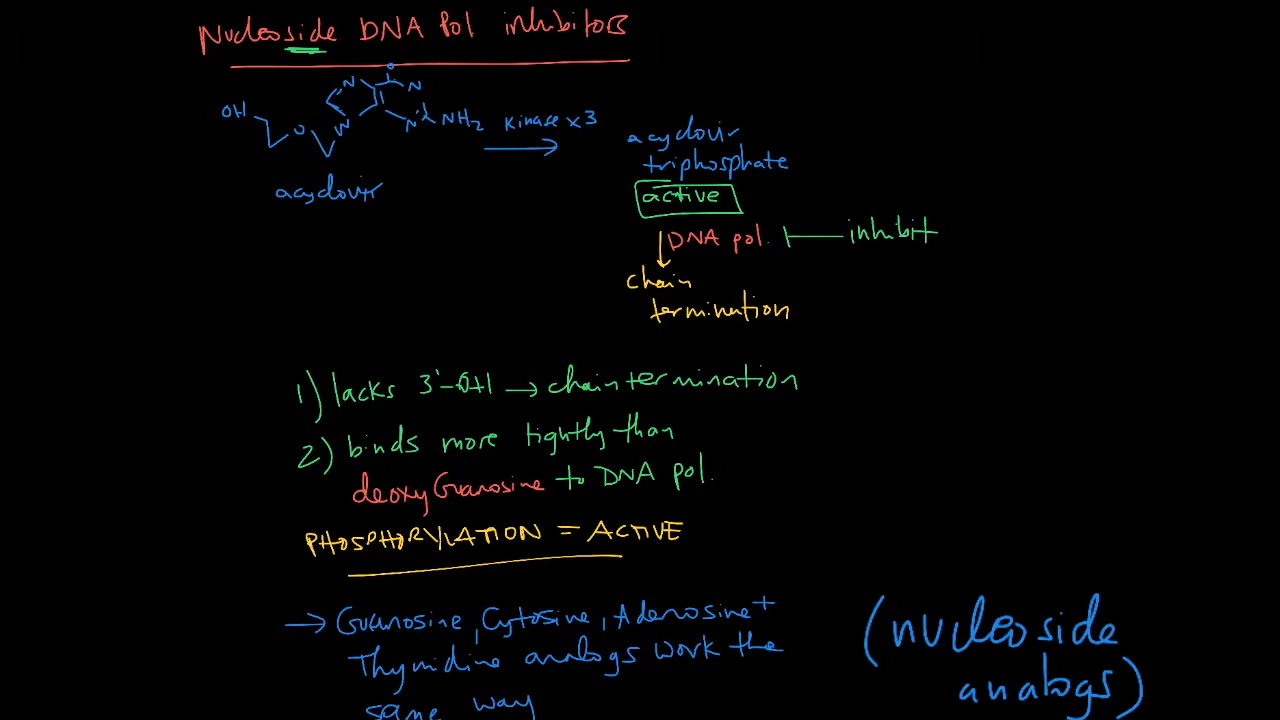 Nucleoside DNA Pol inhibitors
OH O N N O N N NH2 Kinase x3
acyclovir
acyclovir
triphosphate
active
DNA pol. inhibit
chain
termination
1) lacks 3'-OH → chain termination
2) binds more tightly than
deoxyGuanosine to DNA pol.
PHOSPHORYLATION = ACTIVE
→ Guanosine, Cytosine, Adenosine +
Thymidine analogs work the
same way
(nucleoside
analogs)